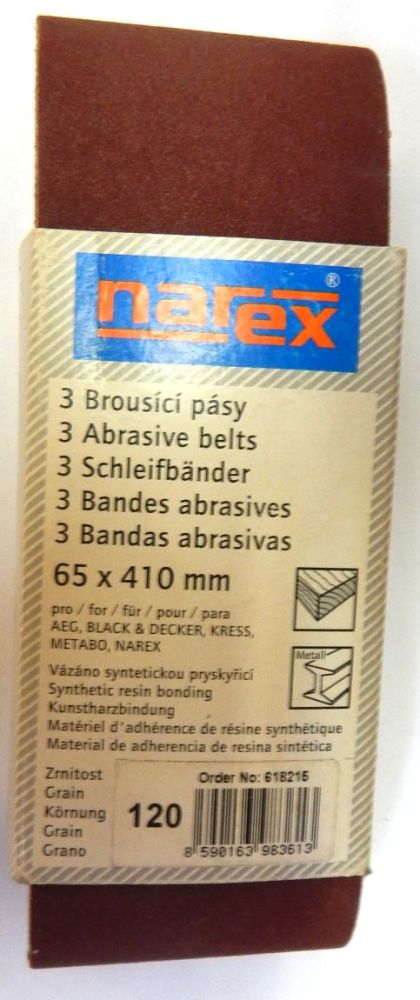 narex®
3 Brousící pásy
3 Abrasive belts
3 Schleifbänder
3 Bandes abrasives
3 Bandas abrasivas
65 x 410 mm
pro / for / für / pour / para
AEG, BLACK & DECKER, KRESS,
METABO, NAREX
Metall
Vázáno syntetickou pryskyřicí
Synthetic resin bonding
Kunstharzbindung
Matériel d'adhérence de résine synthétique
Material de adherencia de resina sintética
Zrnitost
Grain
Körnung
Grain
Grano
120
Order No: 618215
8 590163 983613